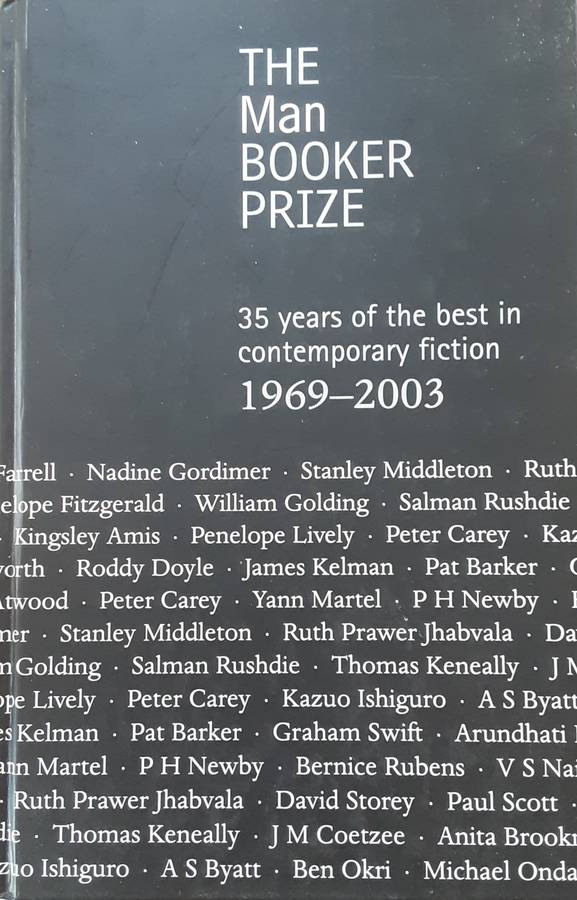 THE
Man
BOOKER
PRIZE
35 years of the best in
contemporary fiction
1969–2003
Farrell · Nadine Gordimer · Stanley Middleton · Ruth
elope Fitzgerald · William Golding · Salman Rushdie
· Kingsley Amis · Penelope Lively · Peter Carey · Kaz
worth · Roddy Doyle · James Kelman · Pat Barker · G
Atwood · Peter Carey · Yann Martel · P H Newby ·
mer · Stanley Middleton · Ruth Prawer Jhabvala · Da
m Golding · Salman Rushdie · Thomas Keneally · J M
ope Lively · Peter Carey · Kazuo Ishiguro · A S Byatt
es Kelman · Pat Barker · Graham Swift · Arundhati
ann Martel · P H Newby · Bernice Rubens · V S Nai
· Ruth Prawer Jhabvala · David Storey · Paul Scott ·
die · Thomas Keneally · J M Coetzee · Anita Brookn
zuo Ishiguro · A S Byatt · Ben Okri · Michael Onda